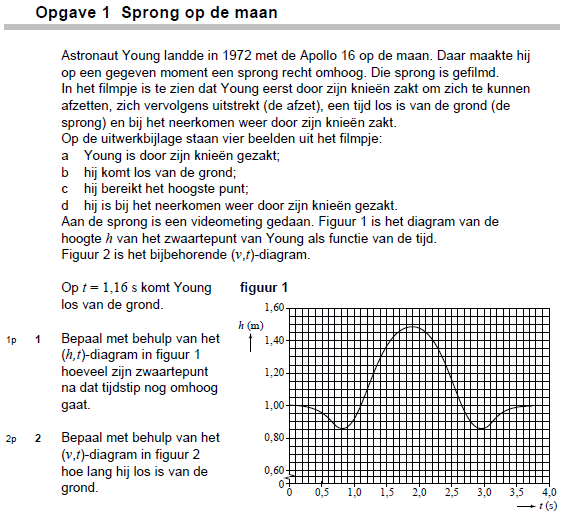 Opgave 1 Sprong op de maan
Astronaut Young landde in 1972 met de Apollo 16 op de maan. Daar maakte hij
op een gegeven moment een sprong recht omhoog. Die sprong is gefilmd.
In het filmpje is te zien dat Young eerst door zijn knieën zakt om zich te kunnen
afzetten, zich vervolgens uitstrekt (de afzet), een tijd los is van de grond (de
sprong) en bij het neerkomen weer door zijn knieën zakt.
Op de uitwerkbijlage staan vier beelden uit het filmpje:
a Young is door zijn knieën gezakt;
b hij komt los van de grond;
c hij bereikt het hoogste punt;
d hij is bij het neerkomen weer door zijn knieën gezakt.
Aan de sprong is een videometing gedaan. Figuur 1 is het diagram van de
hoogte h van het zwaartepunt van Young als functie van de tijd.
Figuur 2 is het bijbehorende (v,t)-diagram.
Op t = 1,16 s komt Young
los van de grond.
1p 1 Bepaal met behulp van het
(h,t)-diagram in figuur 1
hoeveel zijn zwaartepunt
na dat tijdstip nog omhoog
gaat.
2p 2 Bepaal met behulp van het
(v,t)-diagram in figuur 2
hoe lang hij los is van de
grond.
figuur 1
1,60
h (m)
1,40
1,20
1,00
0,80
0,60
0
0 0,5 1,0 1,5 2,0 2,5 3,0 3,5 4,0
t (s)